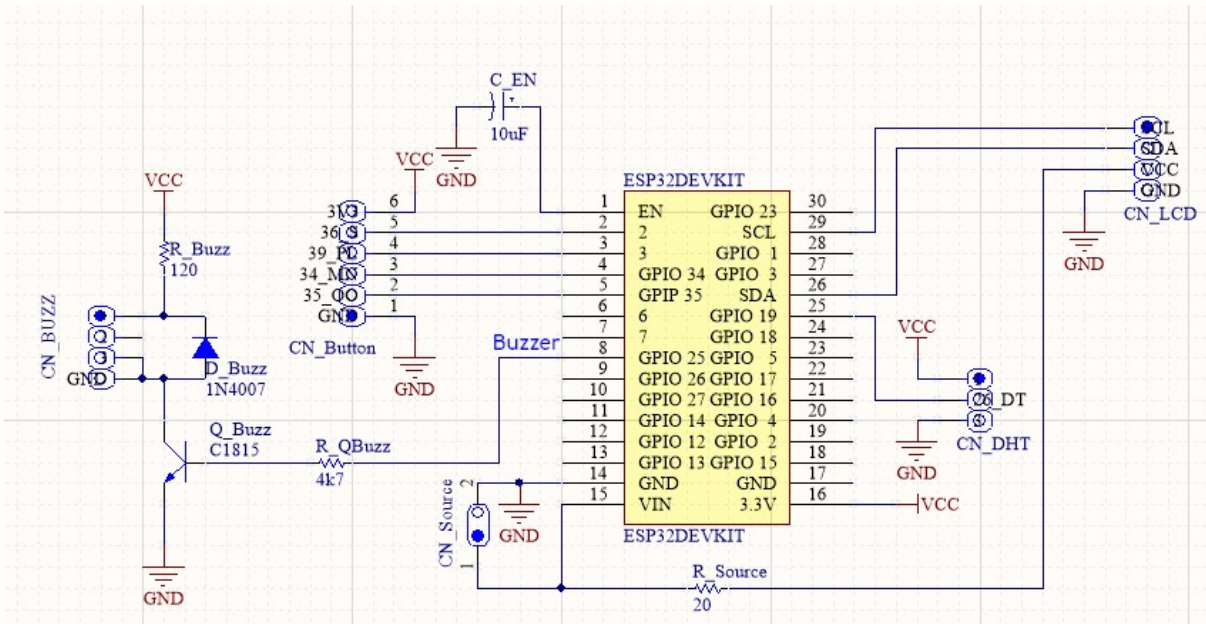 C_EN
10uF
GND
VCC
VCC
R_Buzz
120
CN_BUZZ
2
3
GND
D_Buzz
1N4007
Q_Buzz
C1815
R_QBuzz
4k7
GND
3V3
6
36_S
5
39_PL
4
34_MN
3
35_OO
2
GND
1
CN_Button
GND
Buzzer
ESP32DEVKIT
1 EN GPIO 23 30
2 2 SCL 29
3 3 GPIO 1 28
4 GPIO 34 GPIO 3 27
5 GPIP 35 SDA 26
6 6 GPIO 19 25
7 7 GPIO 18 24
8 GPIO 25 GPIO 5 23
9 GPIO 26 GPIO 17 22
10 GPIO 27 GPIO 16 21
11 GPIO 14 GPIO 4 20
12 GPIO 12 GPIO 2 19
13 GPIO 13 GPIO 15 18
14 GND GND 17
15 VIN 3.3V 16
ESP32DEVKIT
VCC
CN_Source
2
1
GND
R_Source
20
CL
SDA
VCC
GND
CN_LCD
GND
VCC
26_DT
3
CN_DHT
GND